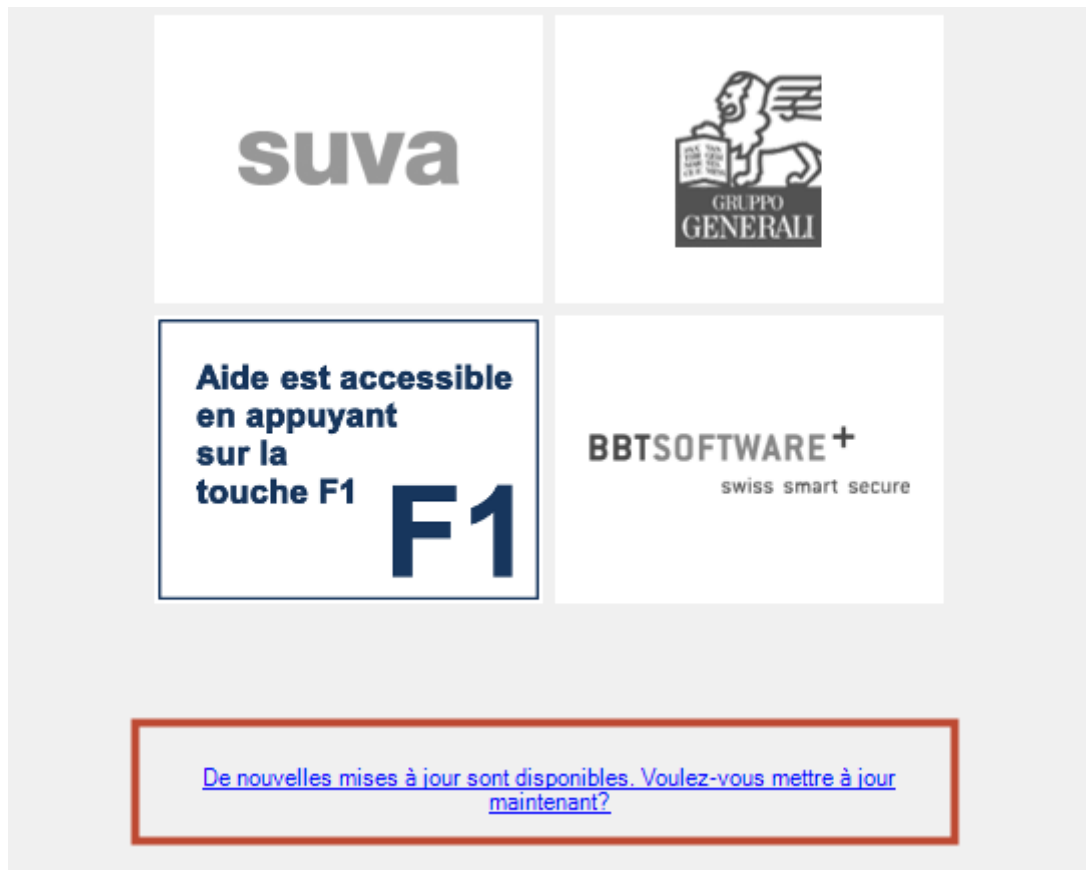 suva
GRUPPO
GENERALI
Aide est accessible
en appuyant
sur la
touche F1
F1
BBTSOFTWARE+
swiss smart secure
De nouvelles mises à jour sont disponibles. Voulez-vous mettre à jour
maintenant?